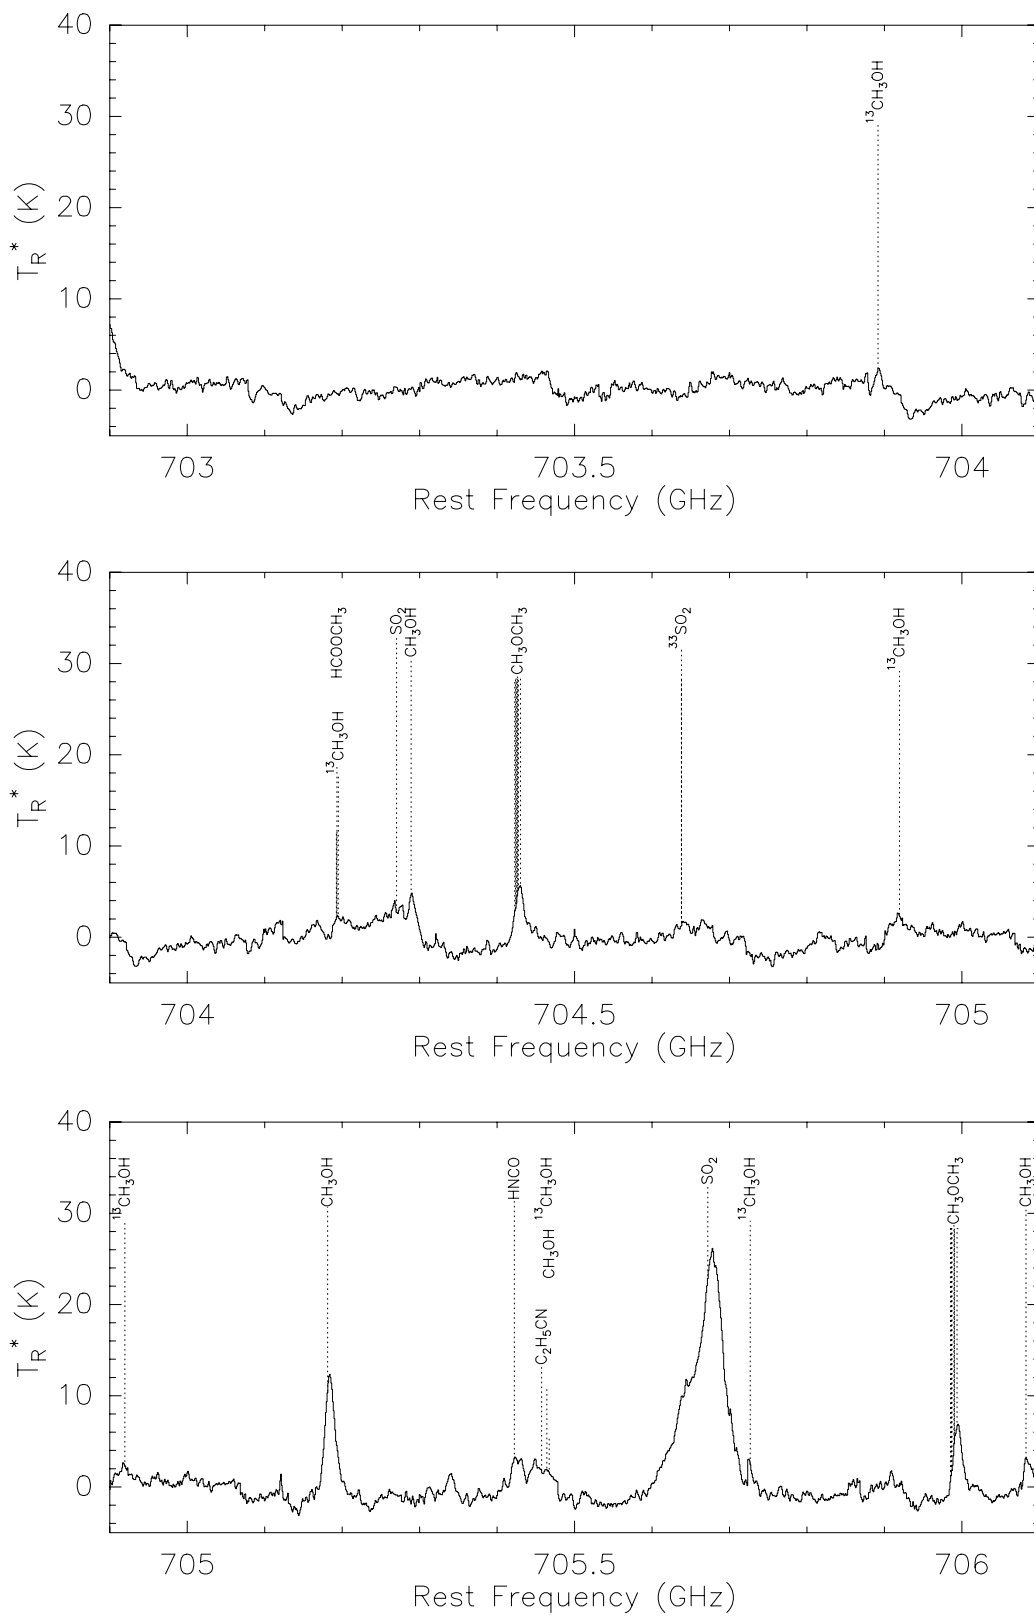 40
30
20
10
0
T_R* (K)
¹³CH₃OH
703
703.5
704
Rest Frequency (GHz)
40
30
20
10
0
T_R* (K)
HCOOCH₃
¹³CH₃OH
SO₂
CH₃OH
CH₃OCH₃
³³SO₂
¹³CH₃OH
704
704.5
705
Rest Frequency (GHz)
40
30
20
10
0
T_R* (K)
¹³CH₃OH
CH₃OH
HNCO
¹³CH₃OH
CH₃OH
C₂H₅CN
SO₂
¹³CH₃OH
CH₃OCH₃
CH₃OH
705
705.5
706
Rest Frequency (GHz)